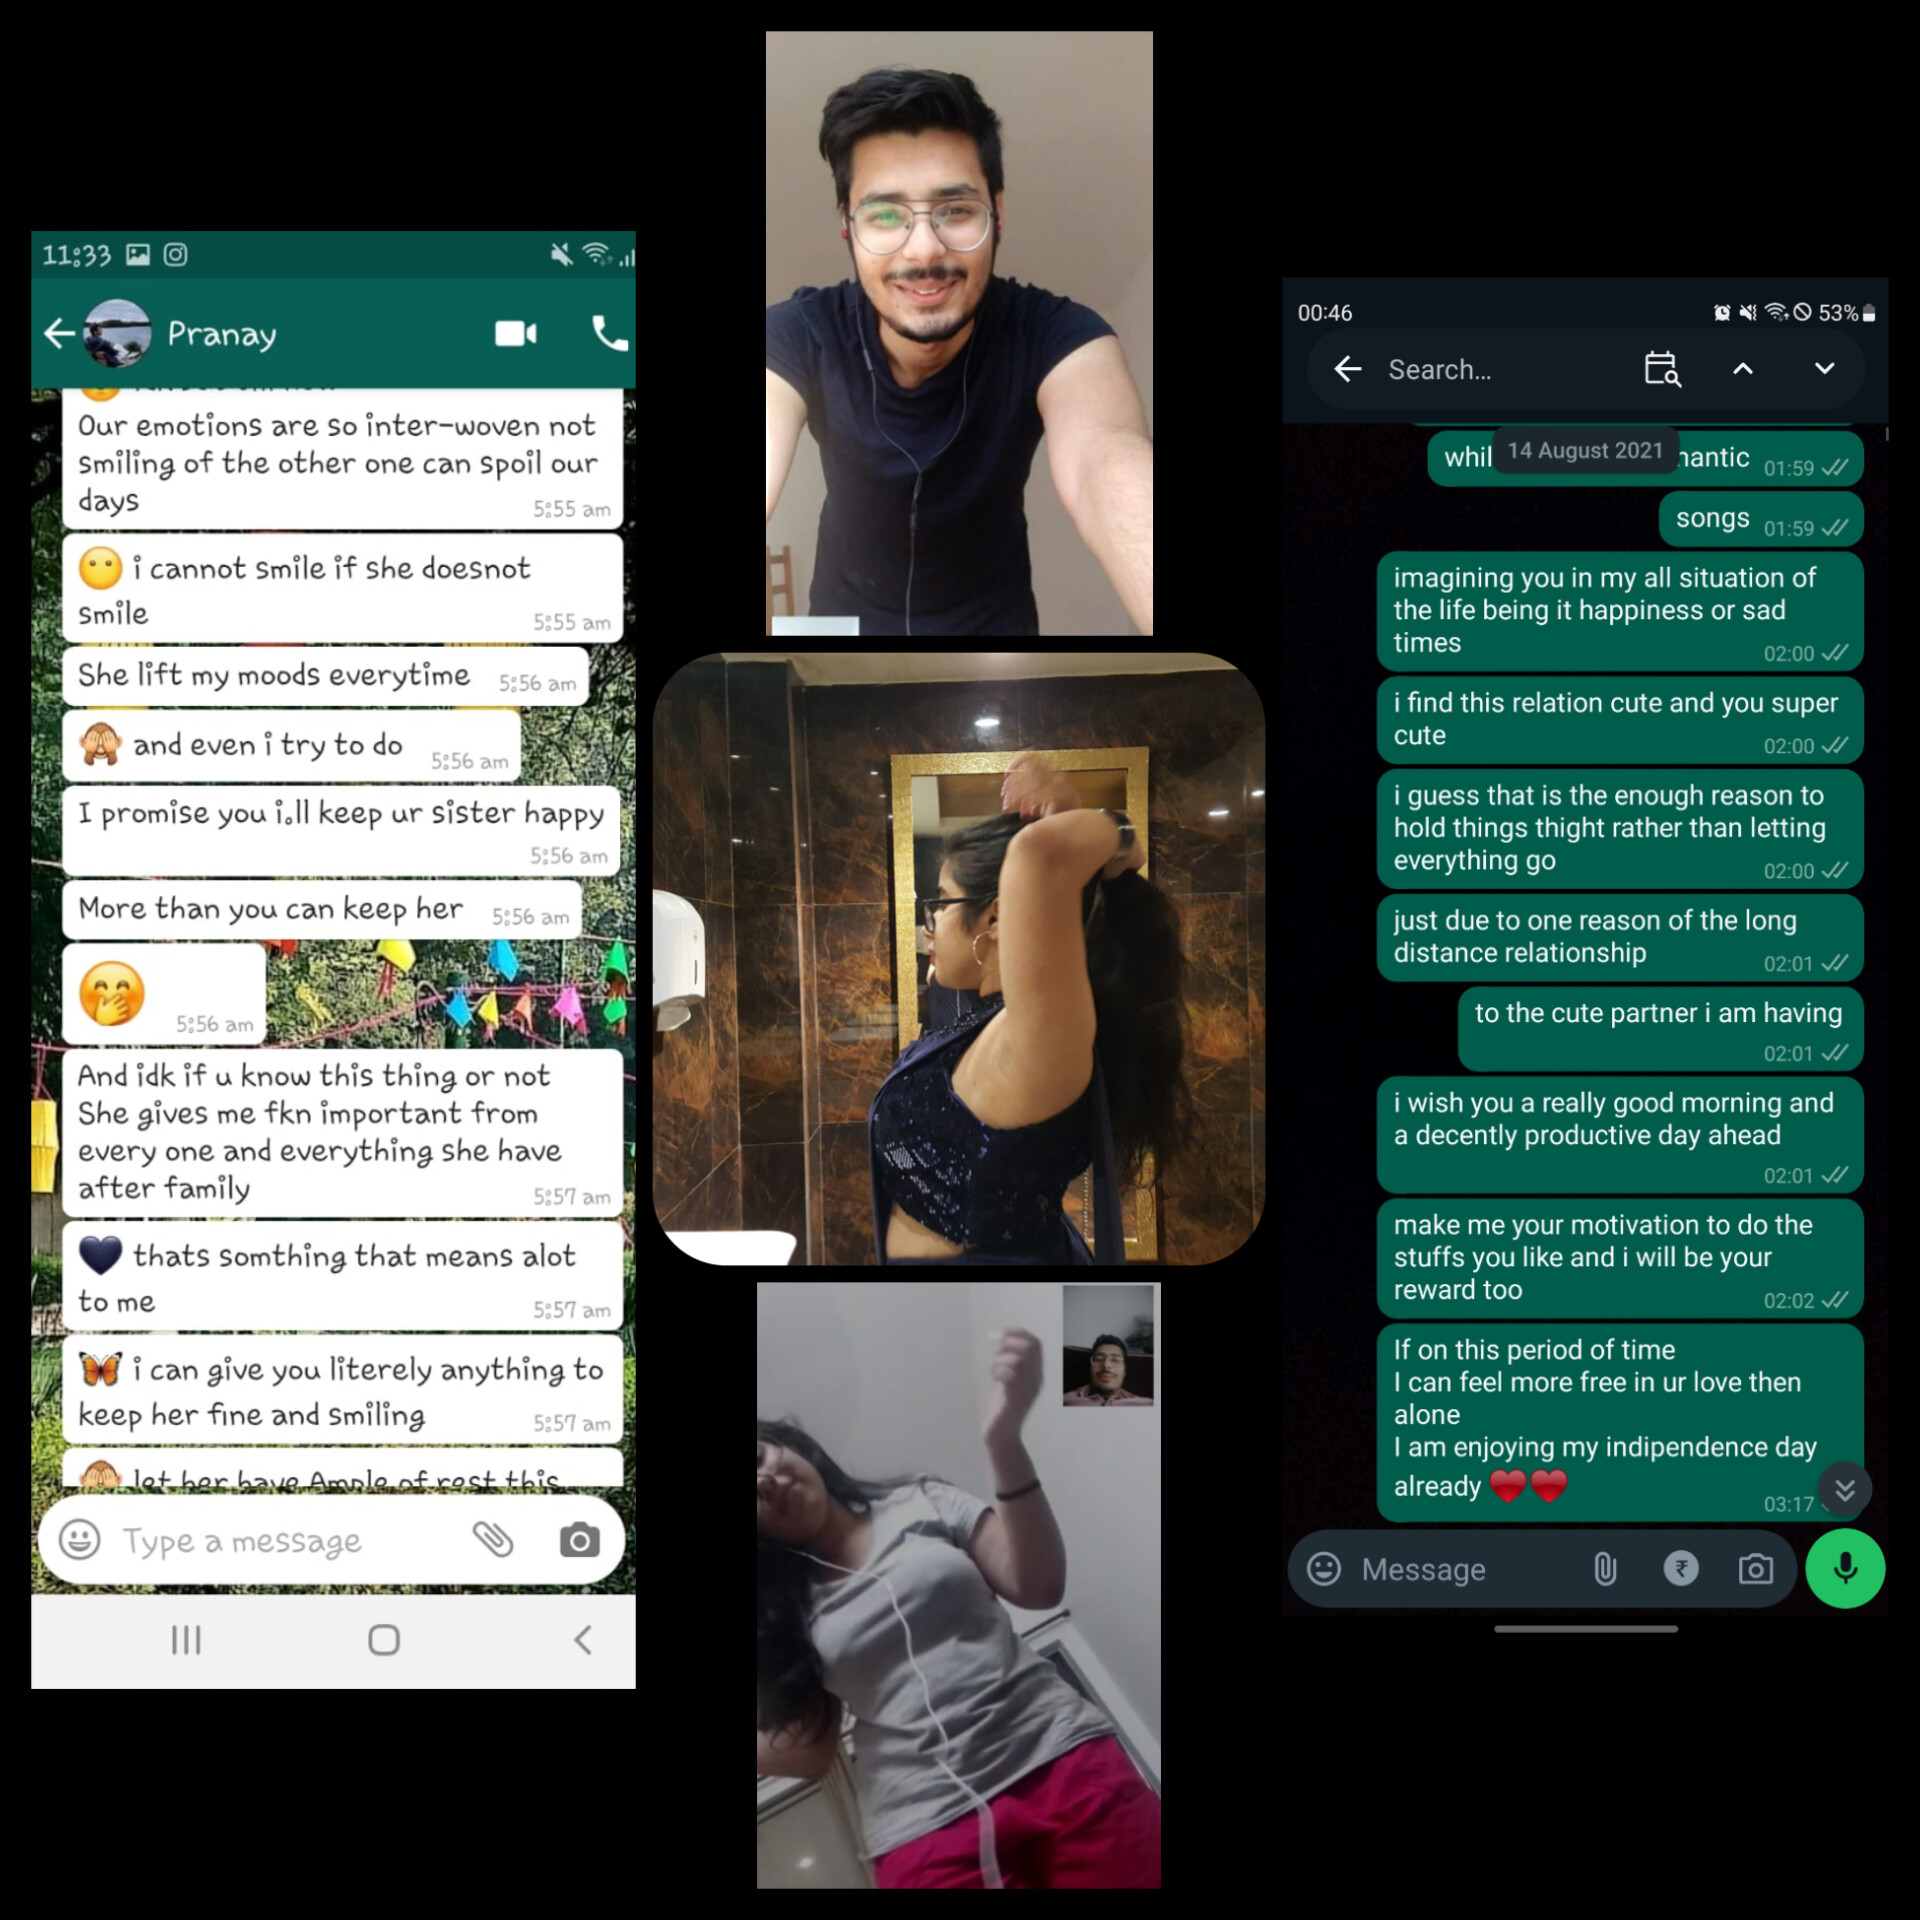 11:33
Pranay
Our emotions are so inter-woven not
smiling of the other one can spoil our
days
5:55 am
😶 i cannot smile if she doesnot
smile
5:55 am
She lift my moods everytime 5:56 am
🙈 and even i try to do 5:56 am
I promise you i.ll keep ur sister happy
5:56 am
More than you can keep her 5:56 am
🤭 5:56 am
And idk if u know this thing or not
She gives me fkn important from
every one and everything she have
after family
5:57 am
🖤 thats somthing that means alot
to me
5:57 am
🦋 i can give you literely anything to
keep her fine and smiling
5:57 am
🙈 let her have Ample of rest this
Type a message
00:46
53%
Search...
14 August 2021
whil
mantic 01:59
songs 01:59
imagining you in my all situation of
the life being it happiness or sad
times
02:00
i find this relation cute and you super
cute
02:00
i guess that is the enough reason to
hold things thight rather than letting
everything go
02:00
just due to one reason of the long
distance relationship
02:01
to the cute partner i am having
02:01
i wish you a really good morning and
a decently productive day ahead
02:01
make me your motivation to do the
stuffs you like and i will be your
reward too
02:02
If on this period of time
I can feel more free in ur love then
alone
I am enjoying my indipendence day
already ♥️♥️
03:17
Message